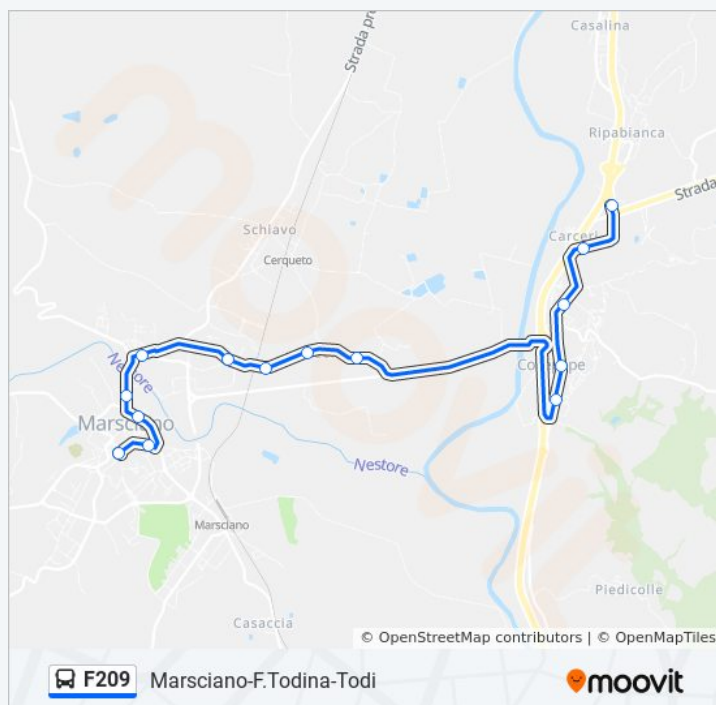 Casalina
Strada pro
Ripabianca
Strada
Schiavo
Carceri
Cerqueto
Nestore
Marsciano
Nestore
Marsciano
Piedicolle
Casaccia
© OpenStreetMap contributors | © OpenMapTiles
F209 Marsciano-F.Todina-Todi
moovit